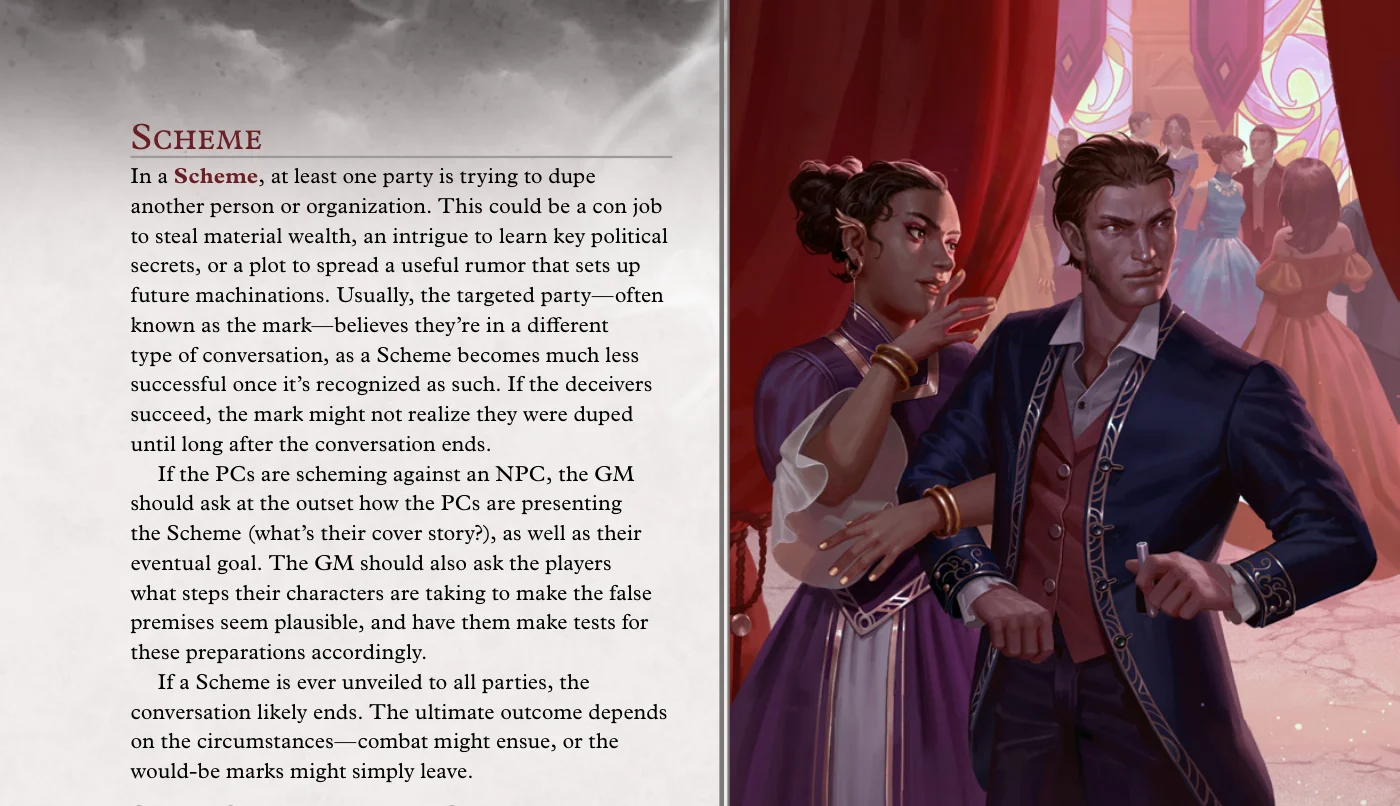 SCHEME
In a Scheme, at least one party is trying to dupe
another person or organization. This could be a con job
to steal material wealth, an intrigue to learn key political
secrets, or a plot to spread a useful rumor that sets up
future machinations. Usually, the targeted party—often
known as the mark—believes they’re in a different
type of conversation, as a Scheme becomes much less
successful once it’s recognized as such. If the deceivers
succeed, the mark might not realize they were duped
until long after the conversation ends.
If the PCs are scheming against an NPC, the GM
should ask at the outset how the PCs are presenting
the Scheme (what’s their cover story?), as well as their
eventual goal. The GM should also ask the players
what steps their characters are taking to make the false
premises seem plausible, and have them make tests for
these preparations accordingly.
If a Scheme is ever unveiled to all parties, the
conversation likely ends. The ultimate outcome depends
on the circumstances—combat might ensue, or the
would-be marks might simply leave.